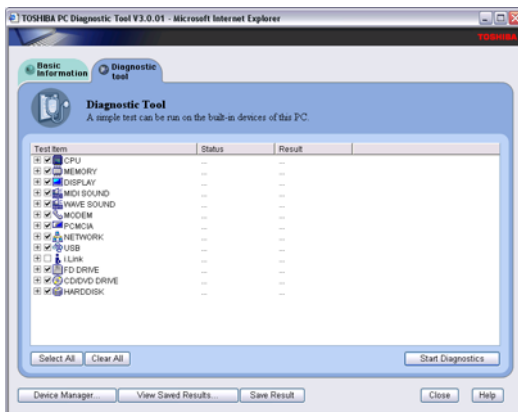 TOSHIBA PC Diagnostic Tool V3.0.01 - Microsoft Internet Explorer
TOSHIBA
Basic Information
Diagnostic tool
Diagnostic Tool
A simple test can be run on the built-in devices of this PC.
Test Item Status Result
CPU ... ...
MEMORY ... ...
DISPLAY ... ...
MIDI SOUND ... ...
WAVE SOUND ... ...
MODEM ... ...
PCMCIA ... ...
NETWORK ... ...
USB ... ...
i.Link ... ...
FD DRIVE ... ...
CD/DVD DRIVE ... ...
HARDDISK ... ...
Select All Clear All Start Diagnostics
Device Manager... View Saved Results... Save Result Close Help